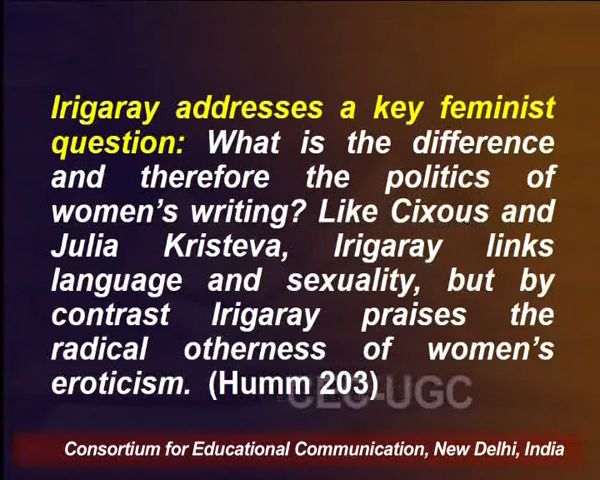 Irigaray addresses a key feminist
question: What is the difference
and therefore the politics of
women's writing? Like Cixous and
Julia Kristeva, Irigaray links
language and sexuality, but by
contrast Irigaray praises the
radical otherness of women's
eroticism. (Humm 203)
CEC-UGC
Consortium for Educational Communication, New Delhi, India